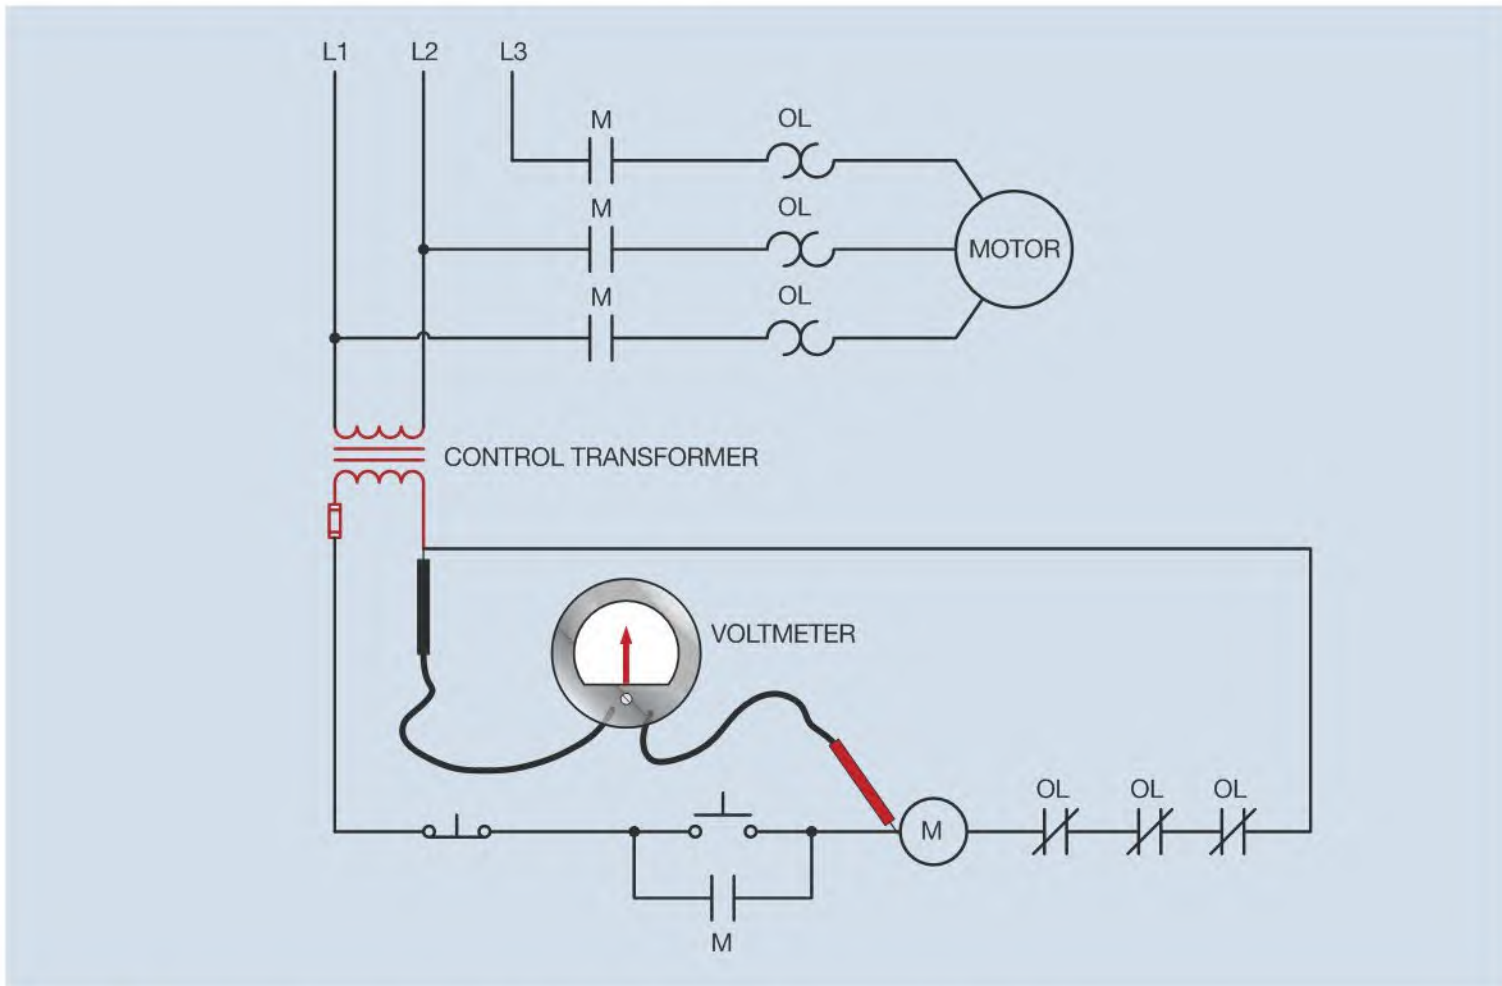 L1 L2 L3
M OL
M OL
MOTOR
M OL
CONTROL TRANSFORMER
VOLTMETER
OL OL OL
M
M